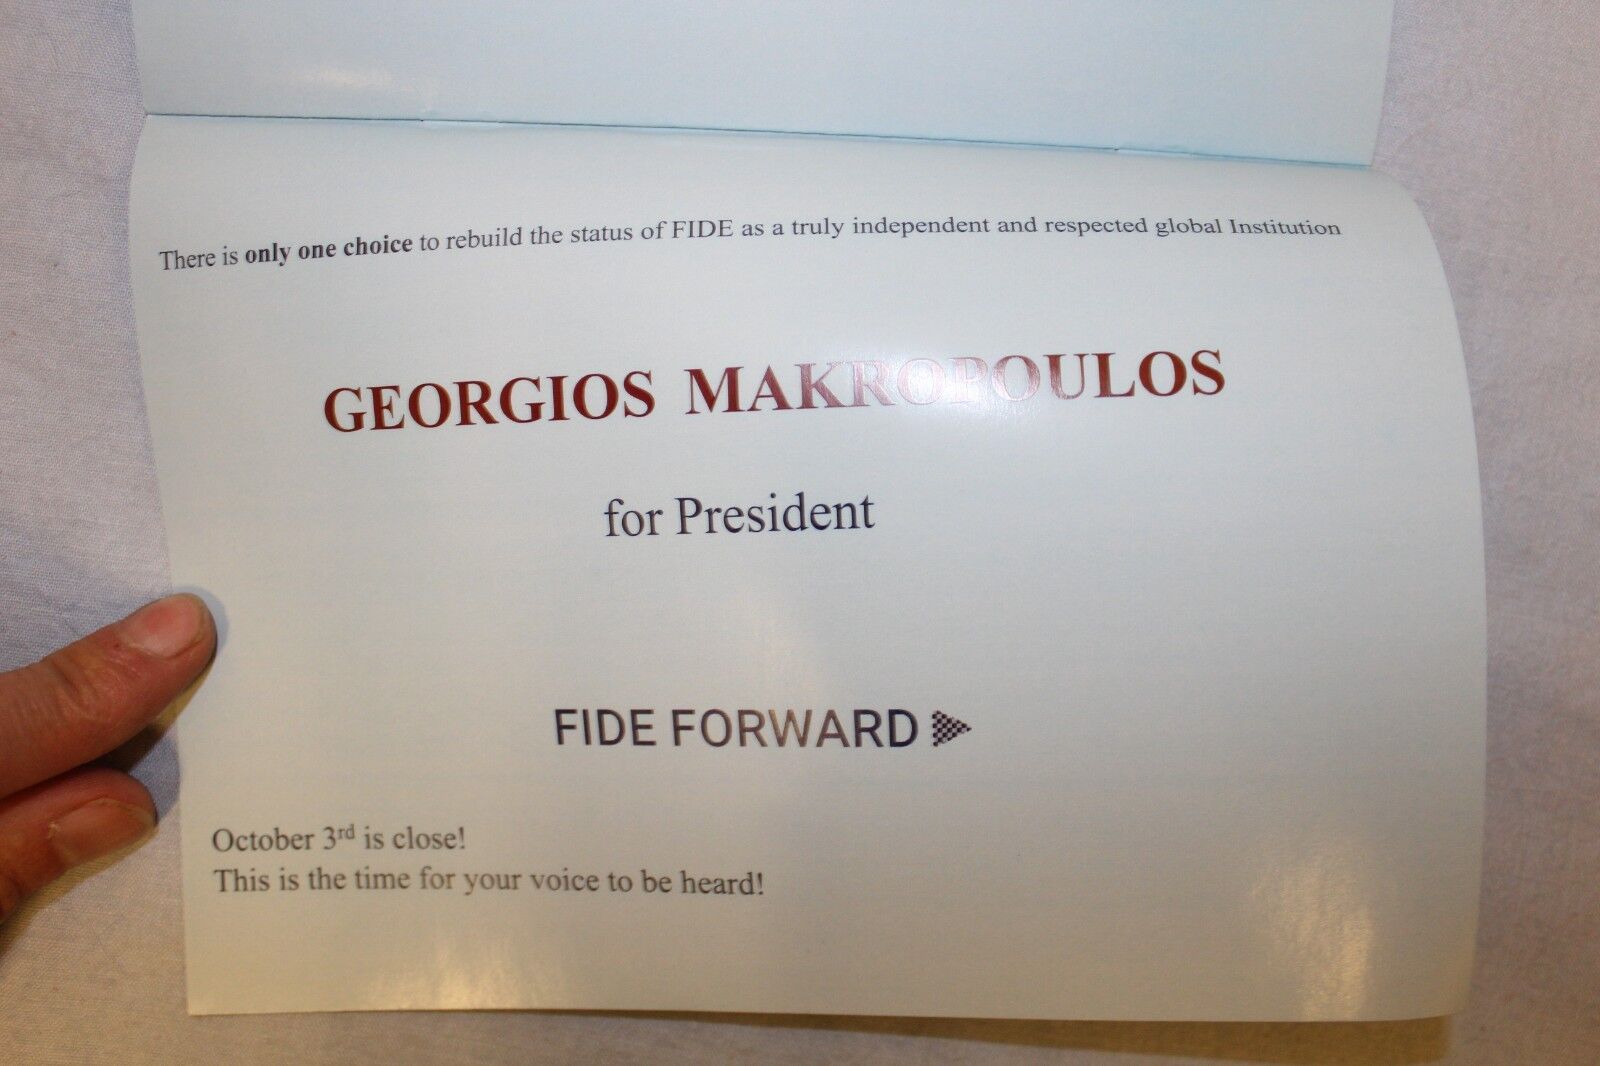 There is only one choice to rebuild the status of FIDE as a truly independent and respected global Institution
GEORGIOS MAKROPOULOS
for President
FIDE FORWARD
October 3rd is close!
This is the time for your voice to be heard!